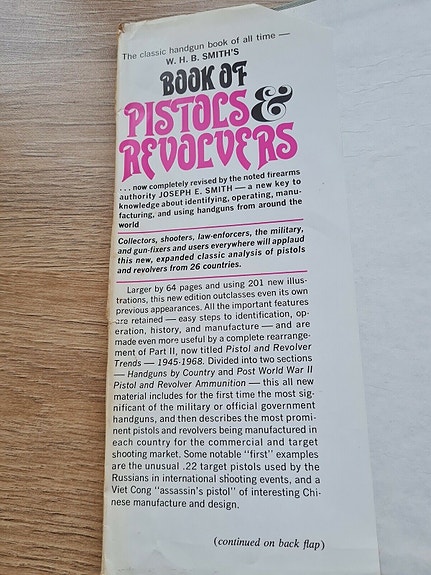 The classic handgun book of all time —
W. H. B. SMITH'S
BOOK OF
PISTOLS &
REVOLVERS
. . . now completely revised by the noted firearms
authority JOSEPH E. SMITH — a new key to
knowledge about identifying, operating, manu-
facturing, and using handguns from around the
world
Collectors, shooters, law-enforcers, the military,
and gun-fixers and users everywhere will applaud
this new, expanded classic analysis of pistols
and revolvers from 26 countries.
Larger by 64 pages and using 201 new illus-
trations, this new edition outclasses even its own
previous appearances. All the important features
are retained — easy steps to identification, op-
eration, history, and manufacture — and are
made even more useful by a complete rearrange-
ment of Part II, now titled Pistol and Revolver
Trends — 1945-1968. Divided into two sections
— Handguns by Country and Post World War II
Pistol and Revolver Ammunition — this all new
material includes for the first time the most sig-
nificant of the military or official government
handguns, and then describes the most promi-
nent pistols and revolvers being manufactured in
each country for the commercial and target
shooting market. Some notable "first" examples
are the unusual .22 target pistols used by the
Russians in international shooting events, and a
Viet Cong "assassin's pistol" of interesting Chi-
nese manufacture and design.
(continued on back flap)